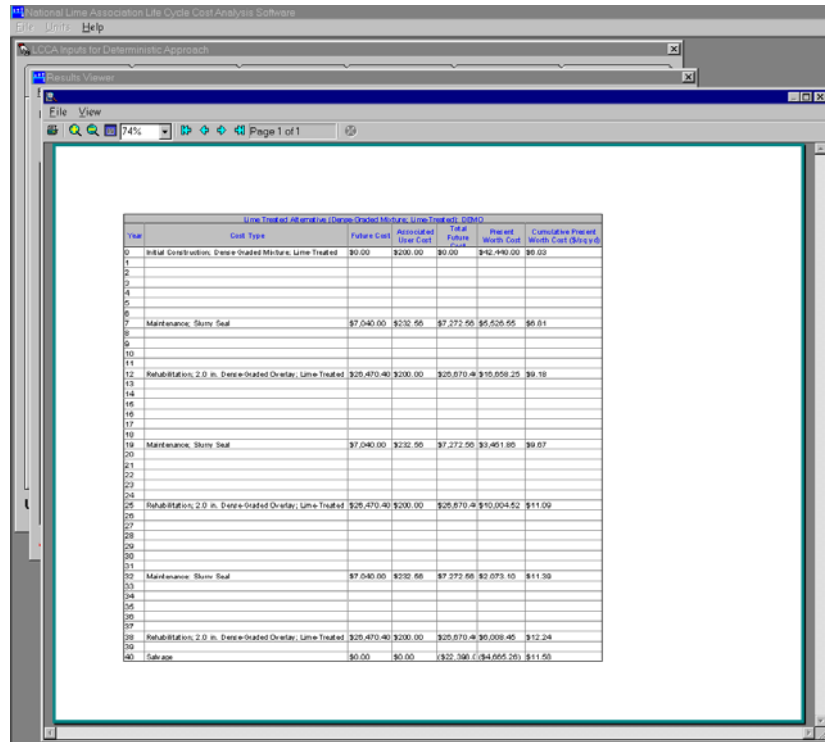 National Lime Association Life Cycle Cost Analysis Software
File Units Help
LCCA Inputs for Deterministic Approach
Results Viewer
File View
74% Page 1 of 1
Lime Treated Alternative (Dense-Graded Mixture; Lime-Treated): DEMO
Year Cost Type Future Cost Associated User Cost Total Future Cost Present Worth Cost Cumulative Present Worth Cost ($/sq yd)
0 Initial Construction; Dense Graded Mixture; Lime-Treated $0.00 $200.00 $0.00 $42,440.00 $6.03
1
2
3
4
5
6
7 Maintenance; Slurry Seal $7,040.00 $232.56 $7,272.56 $5,526.55 $6.81
8
9
10
11
12 Rehabilitation; 2.0 in. Dense-Graded Overlay; Lime-Treated $26,470.40 $200.00 $26,670.4 $16,658.25 $9.18
13
14
15
16
17
18
19 Maintenance; Slurry Seal $7,040.00 $232.56 $7,272.56 $3,451.86 $9.67
20
21
22
23
24
25 Rehabilitation; 2.0 in. Dense-Graded Overlay; Lime-Treated $26,470.40 $200.00 $26,670.4 $10,004.52 $11.09
26
27
28
29
30
31
32 Maintenance; Slurry Seal $7,040.00 $232.56 $7,272.56 $2,073.10 $11.39
33
34
35
36
37
38 Rehabilitation; 2.0 in. Dense-Graded Overlay; Lime-Treated $26,470.40 $200.00 $26,670.4 $6,008.45 $12.24
39
40 Salvage $0.00 $0.00 ($4,665.26) $11.58